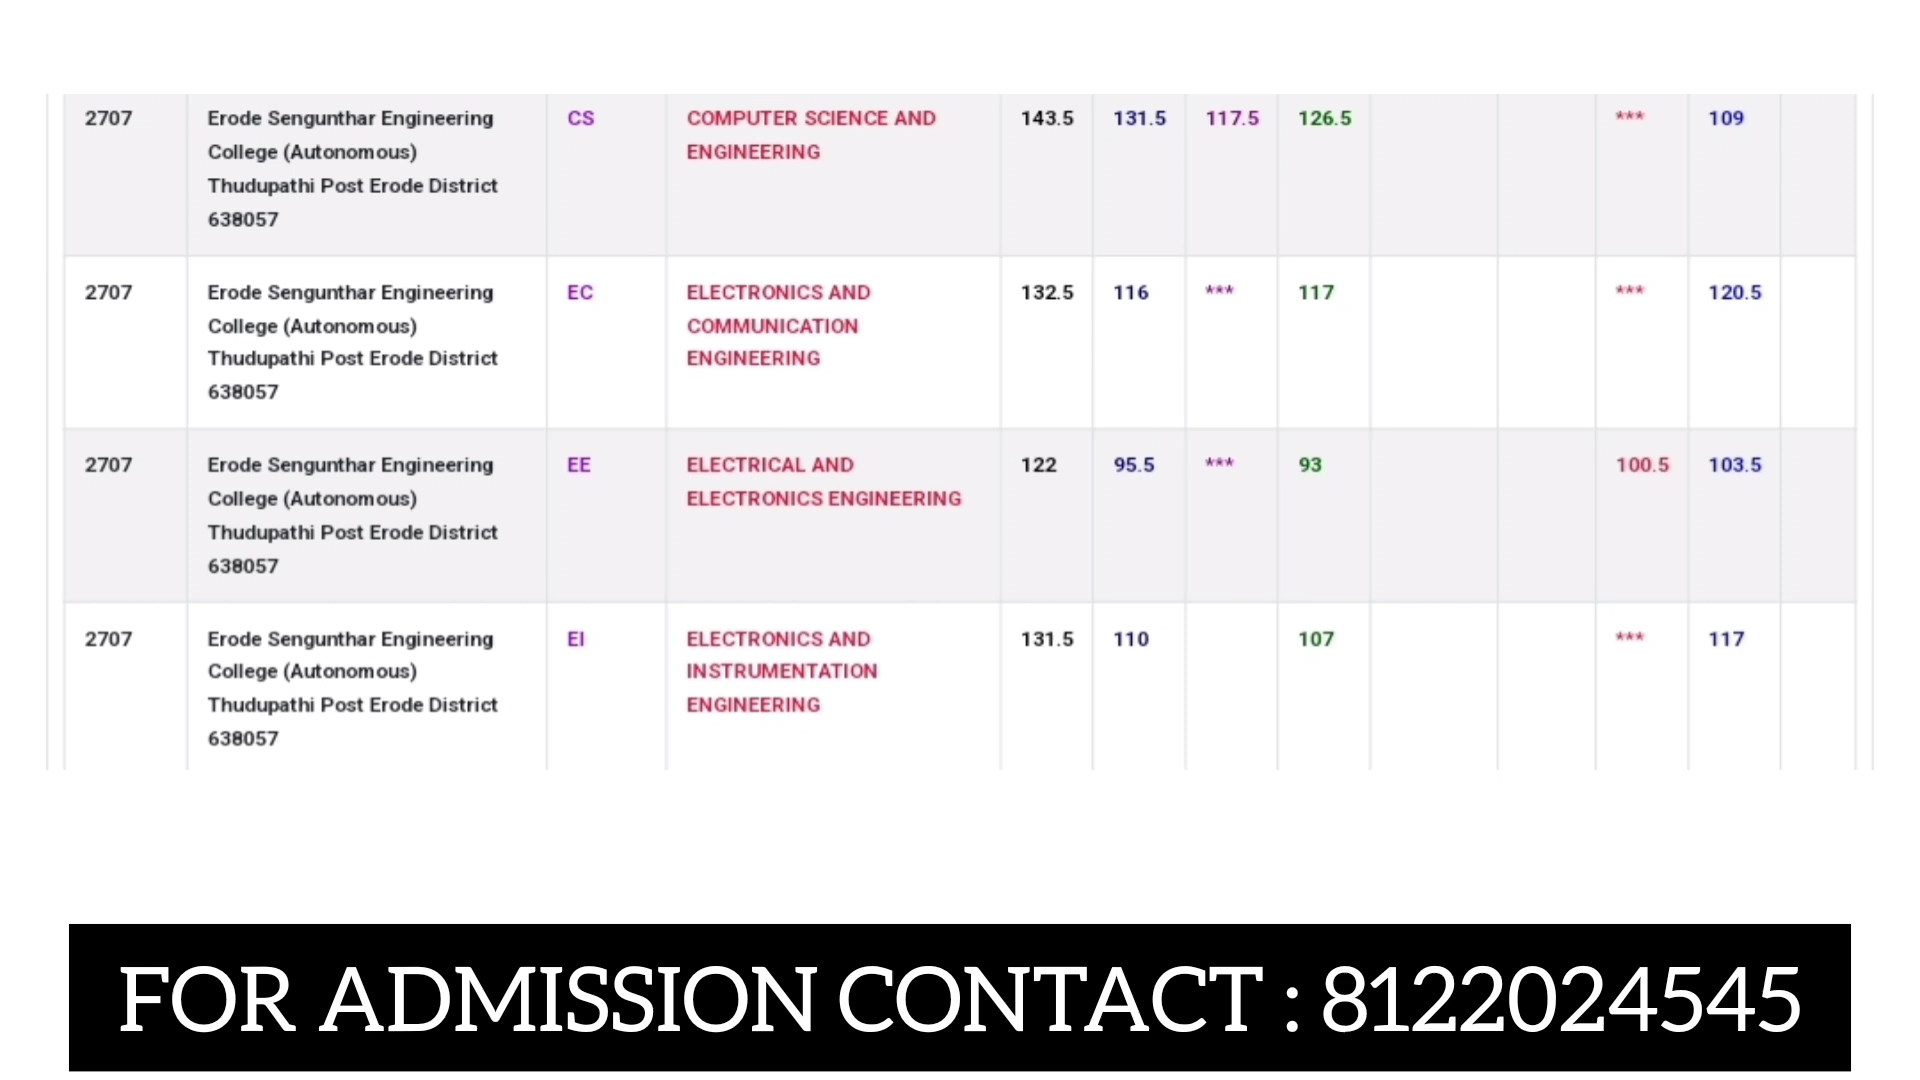 2707 Erode Sengunthar Engineering CS COMPUTER SCIENCE AND 143.5 131.5 117.5 126.5 *** 109
College (Autonomous) ENGINEERING
Thudupathi Post Erode District
638057
2707 Erode Sengunthar Engineering EC ELECTRONICS AND 132.5 116 *** 117 *** 120.5
College (Autonomous) COMMUNICATION
Thudupathi Post Erode District ENGINEERING
638057
2707 Erode Sengunthar Engineering EE ELECTRICAL AND 122 95.5 *** 93 100.5 103.5
College (Autonomous) ELECTRONICS ENGINEERING
Thudupathi Post Erode District
638057
2707 Erode Sengunthar Engineering EI ELECTRONICS AND 131.5 110 107 *** 117
College (Autonomous) INSTRUMENTATION
Thudupathi Post Erode District ENGINEERING
638057
FOR ADMISSION CONTACT : 8122024545